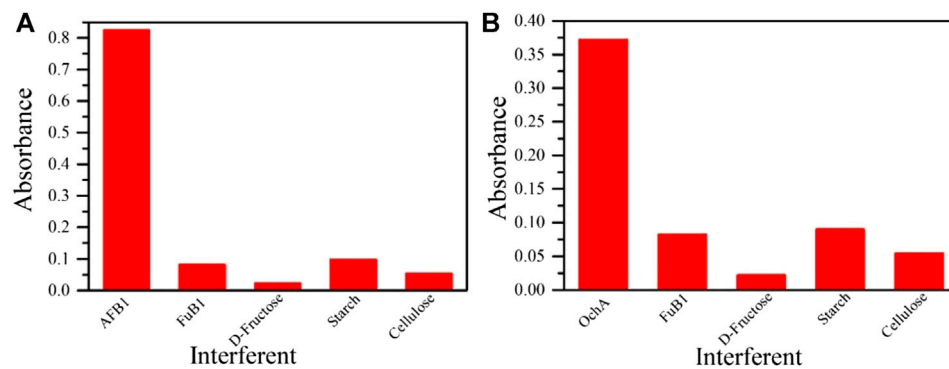 A
Absorbance
0.8
0.7
0.6
0.5
0.4
0.3
0.2
0.1
0.0
AFB1
FuB1
D-Fructose
Starch
Cellulose
Interferent
B
Absorbance
0.40
0.35
0.30
0.25
0.20
0.15
0.10
0.05
0.00
OchA
FuB1
D-Fructose
Starch
Cellulose
Interferent